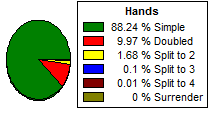 Hands
88.24 % Simple
9.97 % Doubled
1.68 % Split to 2
0.1 % Split to 3
0.01 % Split to 4
0 % Surrender